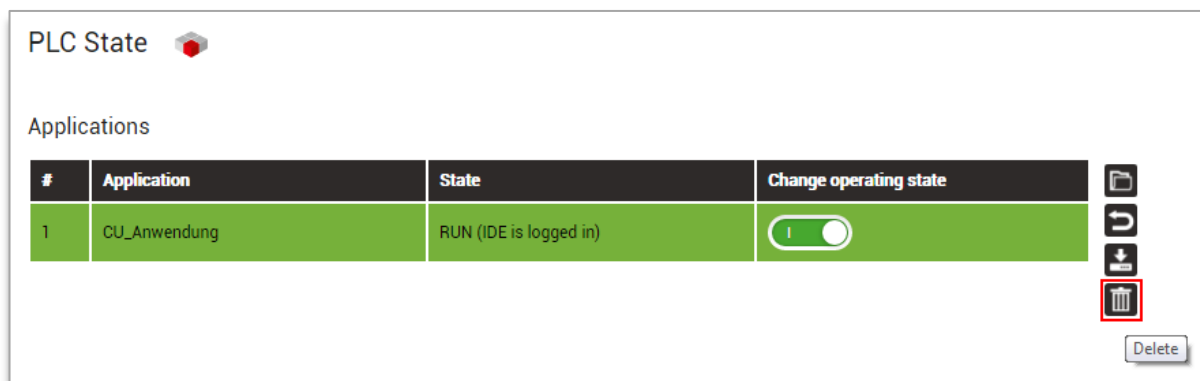 PLC State
Applications
# Application State Change operating state
1 CU_Anwendung RUN (IDE is logged in) I
Delete